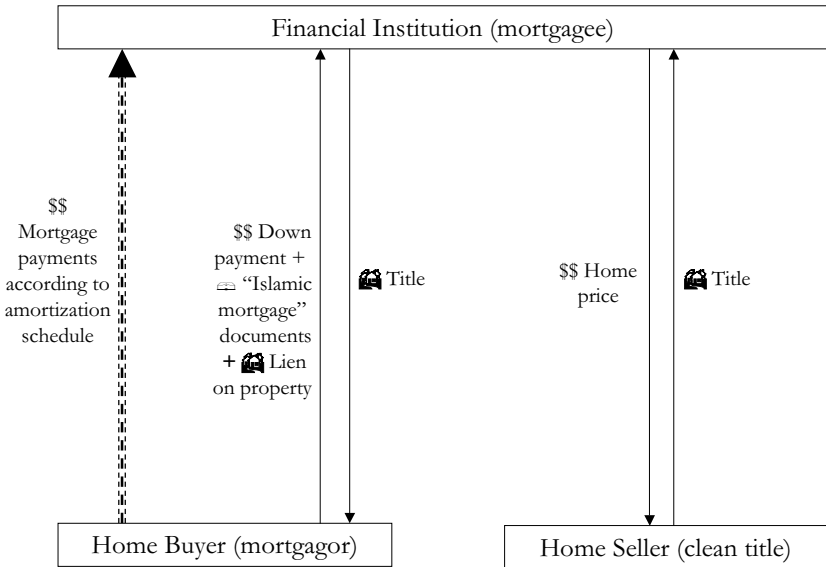 Financial Institution (mortgagee)
$$
Mortgage
payments
according to
amortization
schedule
$$ Down
payment +
“Islamic
mortgage”
documents
+ Lien
on property
Title
$$ Home
price
Title
Home Buyer (mortgagor)
Home Seller (clean title)